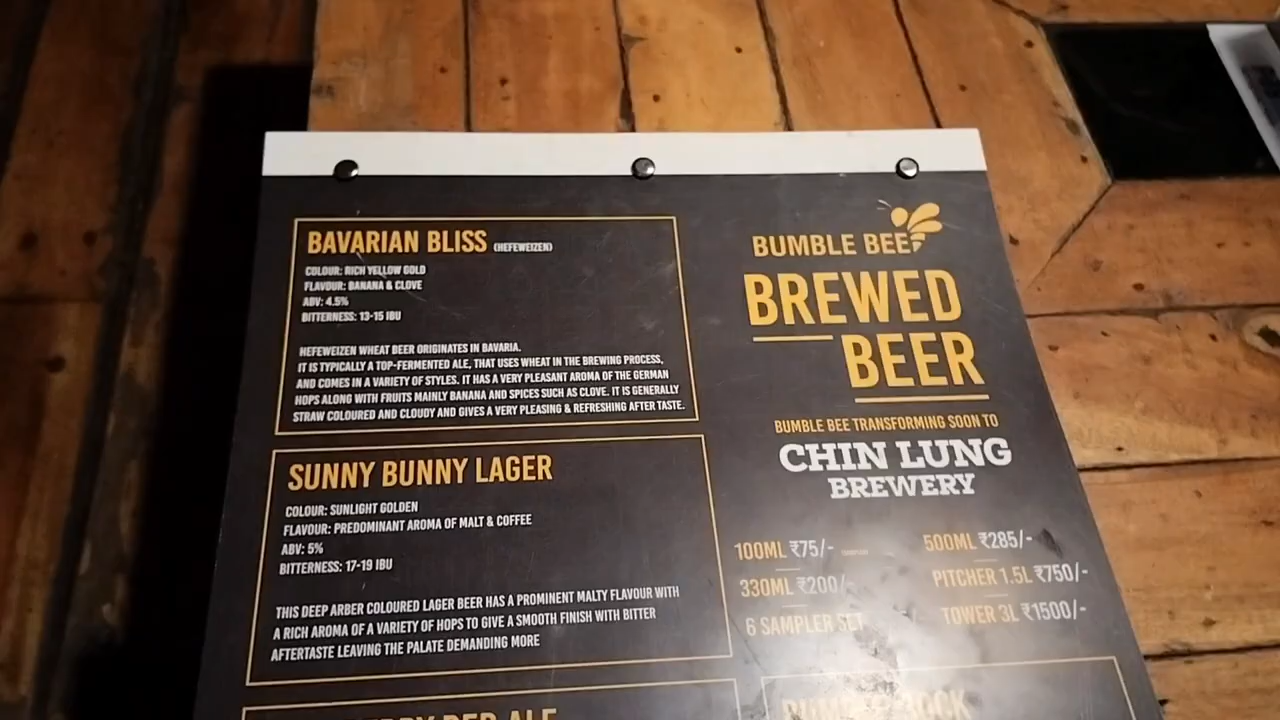 BAVARIAN BLISS (HEFEWEIZEN)
COLOUR: RICH YELLOW GOLD
FLAVOUR: BANANA & CLOVE
ABV: 4.5%
BITTERNESS: 13-15 IBU
HEFEWEIZEN WHEAT BEER ORIGINATES IN BAVARIA.
IT IS TYPICALLY A TOP-FERMENTED ALE, THAT USES WHEAT IN THE BREWING PROCESS,
AND COMES IN A VARIETY OF STYLES. IT HAS A VERY PLEASANT AROMA OF THE GERMAN
HOPS ALONG WITH FRUITS MAINLY BANANA AND SPICES SUCH AS CLOVE. IT IS GENERALLY
STRAW COLOURED AND CLOUDY AND GIVES A VERY PLEASING & REFRESHING AFTER TASTE.
SUNNY BUNNY LAGER
COLOUR: SUNLIGHT GOLDEN
FLAVOUR: PREDOMINANT AROMA OF MALT & COFFEE
ABV: 5%
BITTERNESS: 17-19 IBU
THIS DEEP ARBER COLOURED LAGER BEER HAS A PROMINENT MALTY FLAVOUR WITH
A RICH AROMA OF A VARIETY OF HOPS TO GIVE A SMOOTH FINISH WITH BITTER
AFTERTASTE LEAVING THE PALATE DEMANDING MORE
RED ALE
BUMBLE BEE
BREWED
BEER
BUMBLE BEE TRANSFORMING SOON TO
CHIN LUNG
BREWERY
100ML ₹75/- 500ML ₹285/-
330ML ₹200/- PITCHER 1.5L ₹750/-
6 SAMPLER SET TOWER 3L ₹1500/-